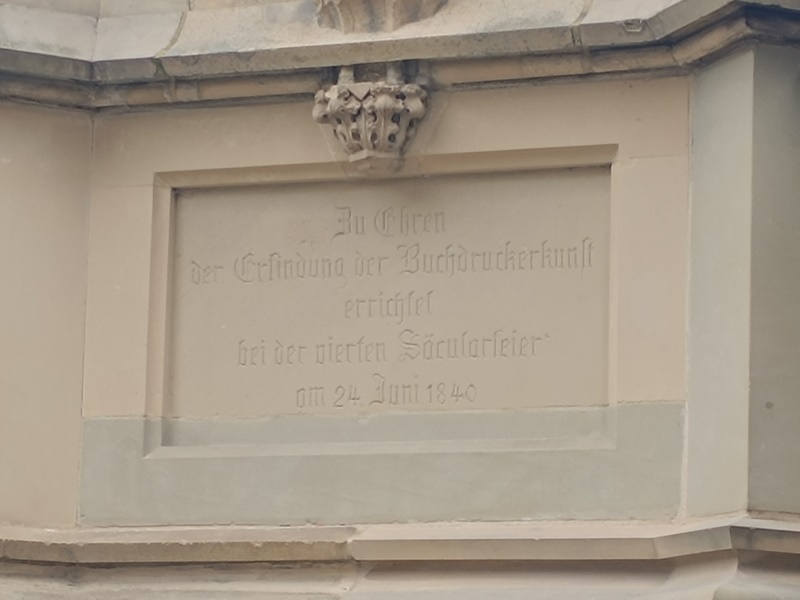 Zu Ehren
der Erfindung der Buchdruckerkunst
errichtet
bei der vierten Säcularfeier
am 24 Juni 1840